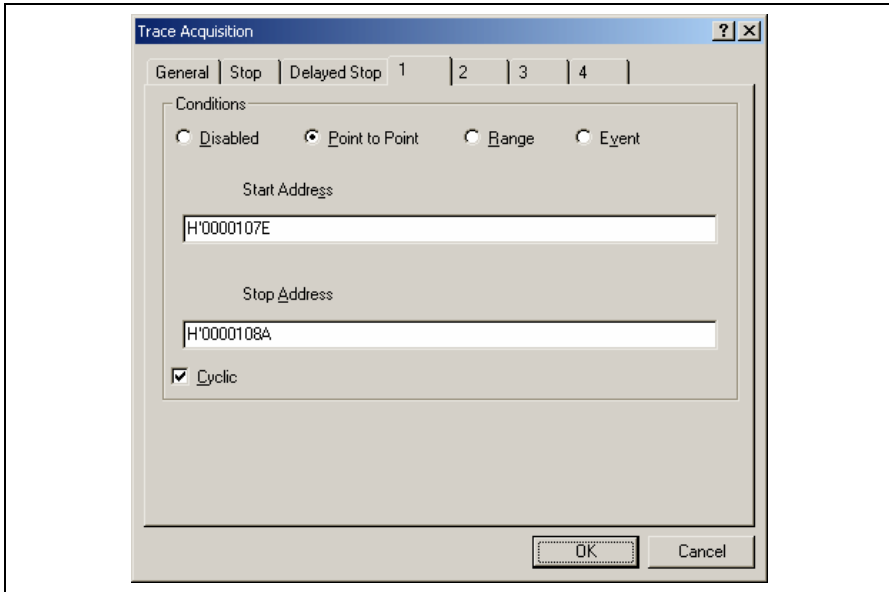 Trace Acquisition
General Stop Delayed Stop 1 2 3 4
Conditions
Disabled Point to Point Range Event
Start Address
H'0000107E
Stop Address
H'0000108A
Cyclic
OK Cancel